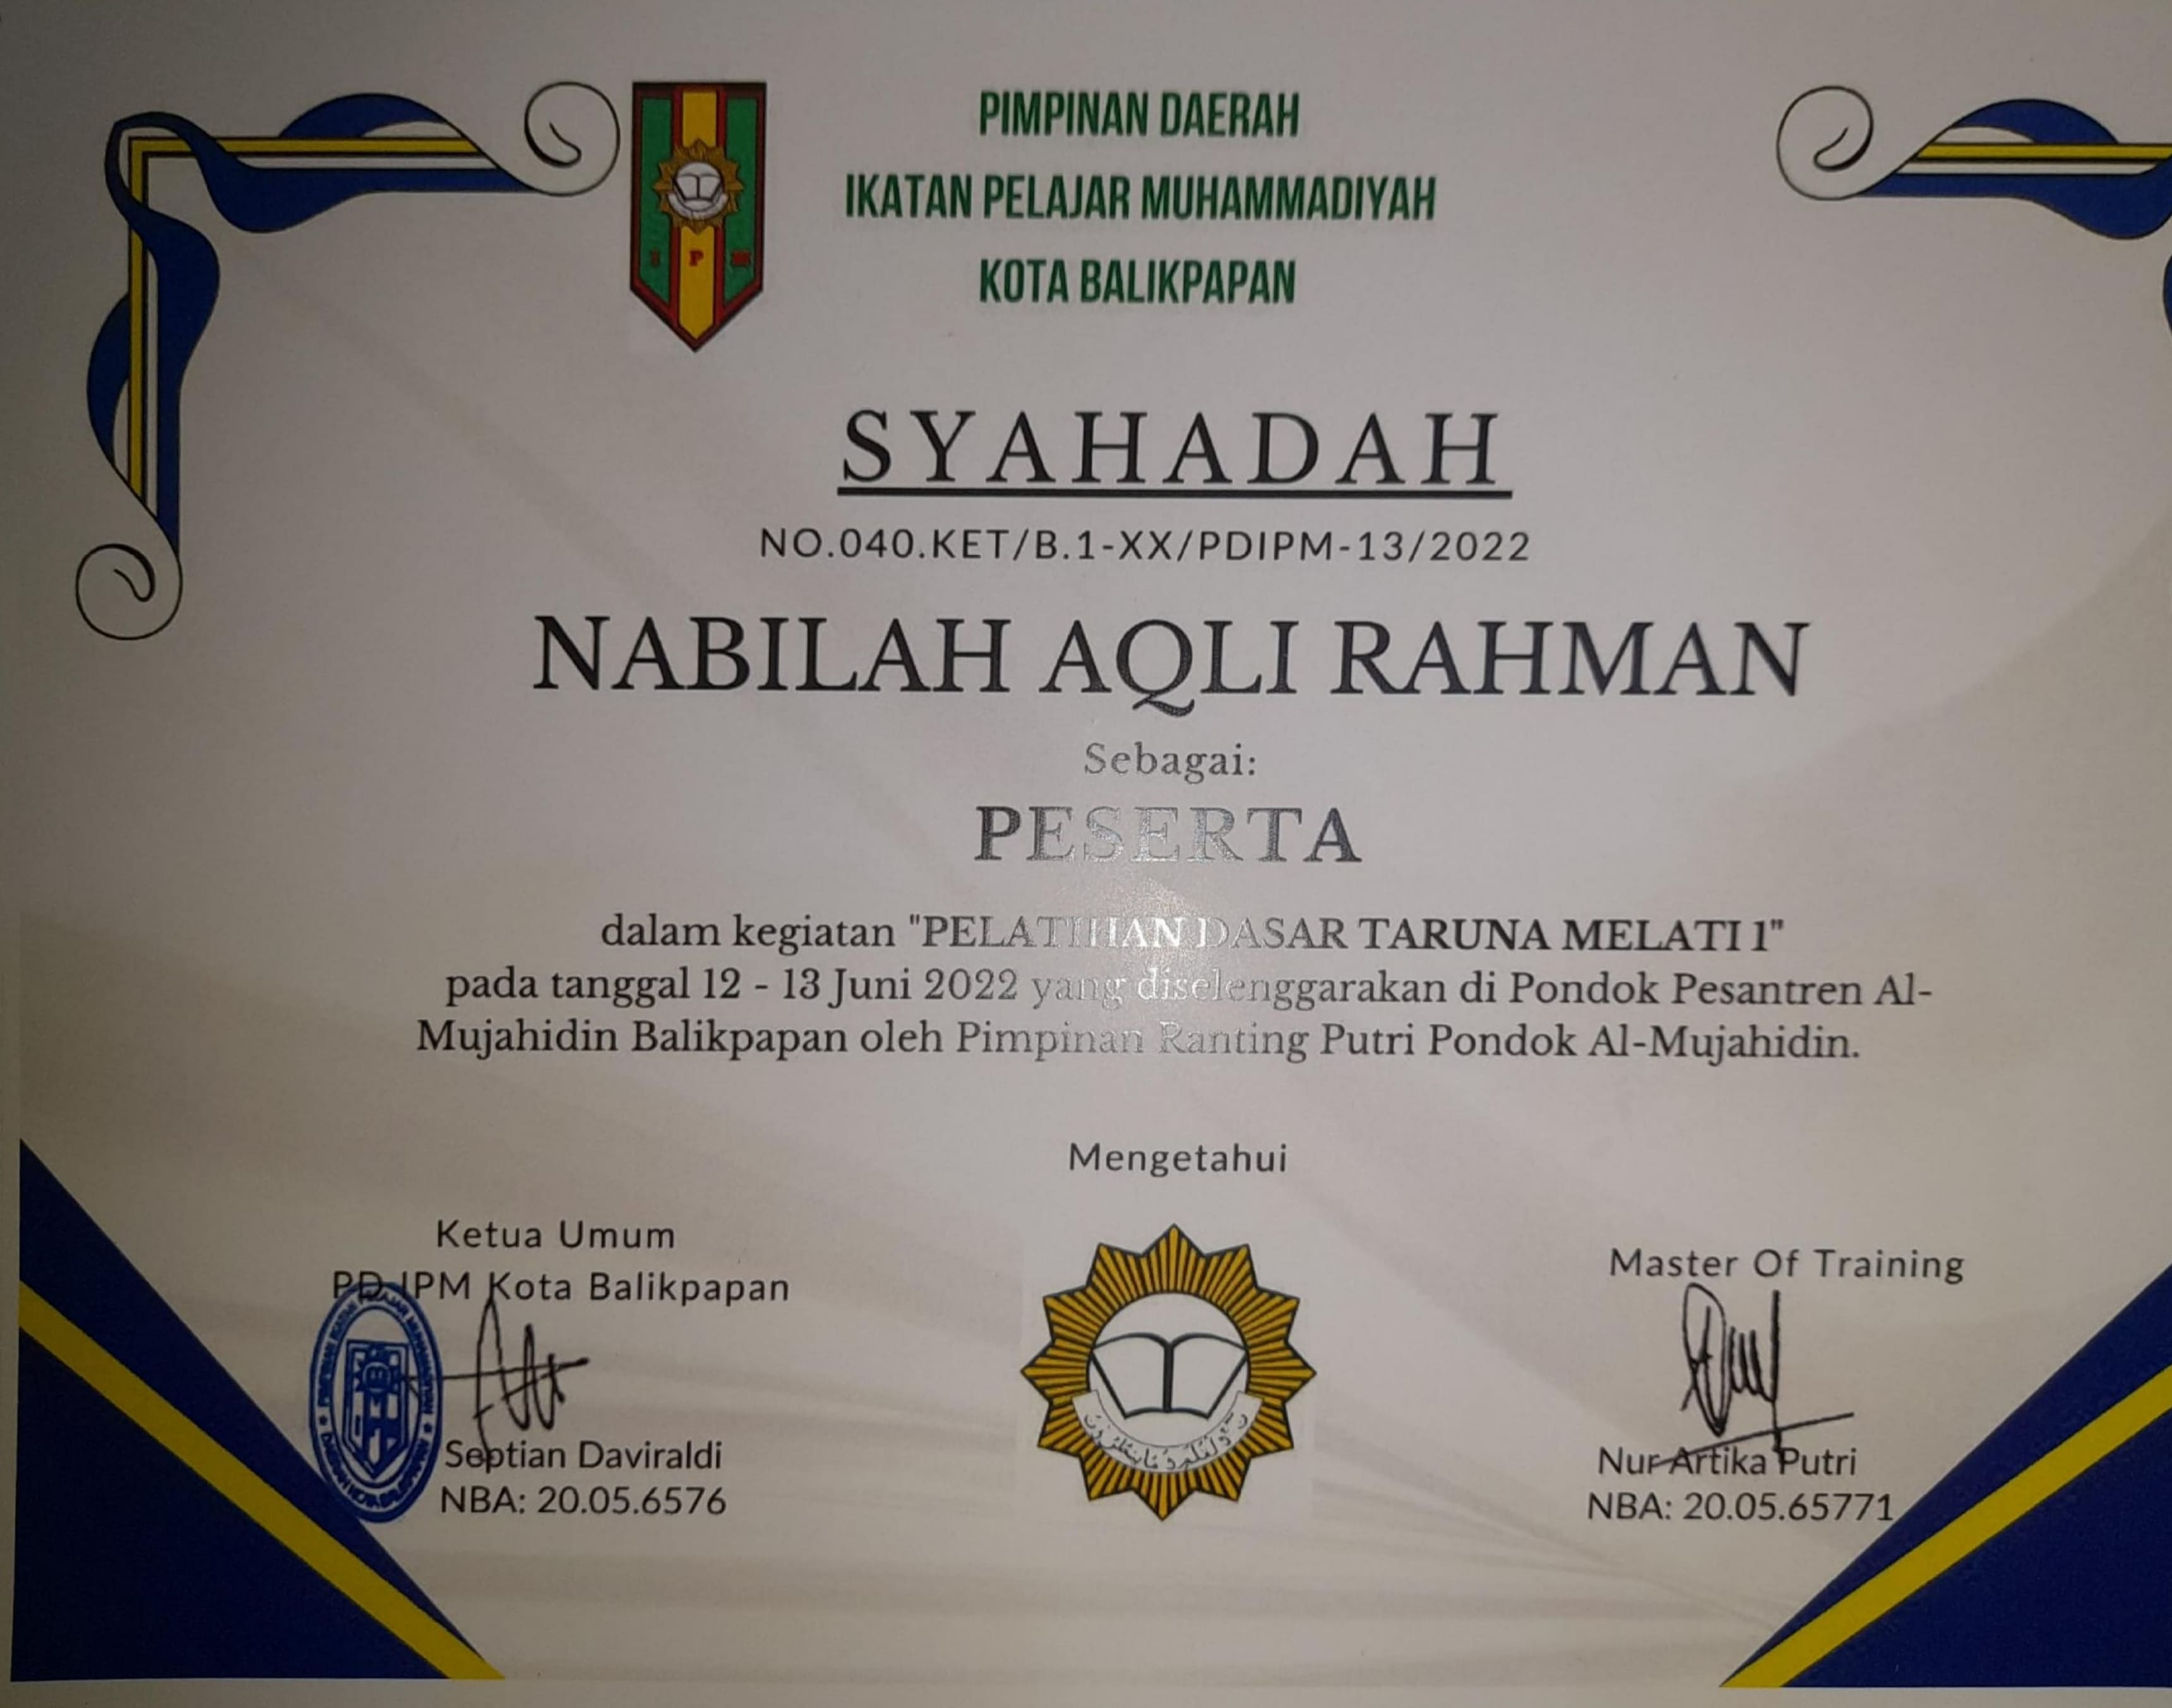 PIMPINAN DAERAH
IKATAN PELAJAR MUHAMMADIYAH
KOTA BALIKPAPAN
I P M
SYAHADAH
NO.040.KET/B.1-XX/PDIPM-13/2022
NABILAH AQLI RAHMAN
Sebagai:
PESERTA
dalam kegiatan "PELATIHAN DASAR TARUNA MELATI 1"
pada tanggal 12 - 13 Juni 2022 yang diselenggarakan di Pondok Pesantren Al-
Mujahidin Balikpapan oleh Pimpinan Ranting Putri Pondok Al-Mujahidin.
Mengetahui
Ketua Umum
PD IPM Kota Balikpapan
Septian Daviraldi
NBA: 20.05.6576
Master Of Training
Nur Artika Putri
NBA: 20.05.65771